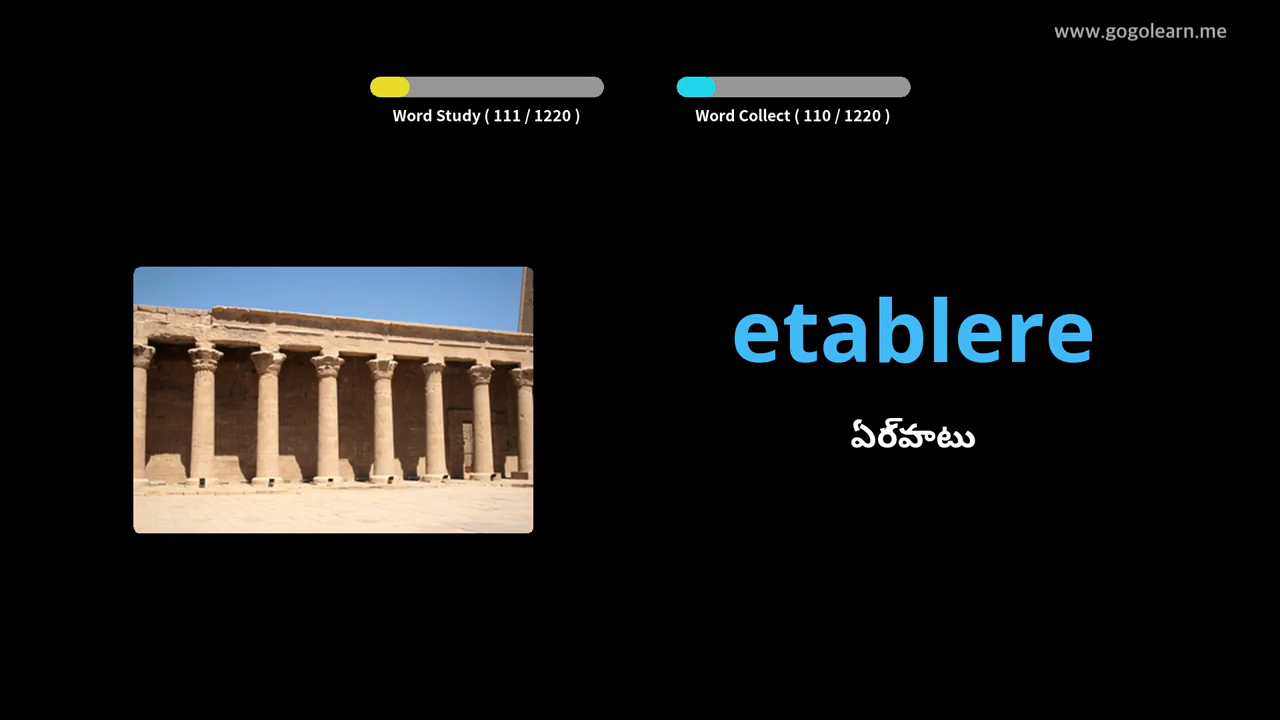 www.gogolearn.me
Word Study ( 111 / 1220 )
Word Collect ( 110 / 1220 )
etablere
ఏర్‌పాటు